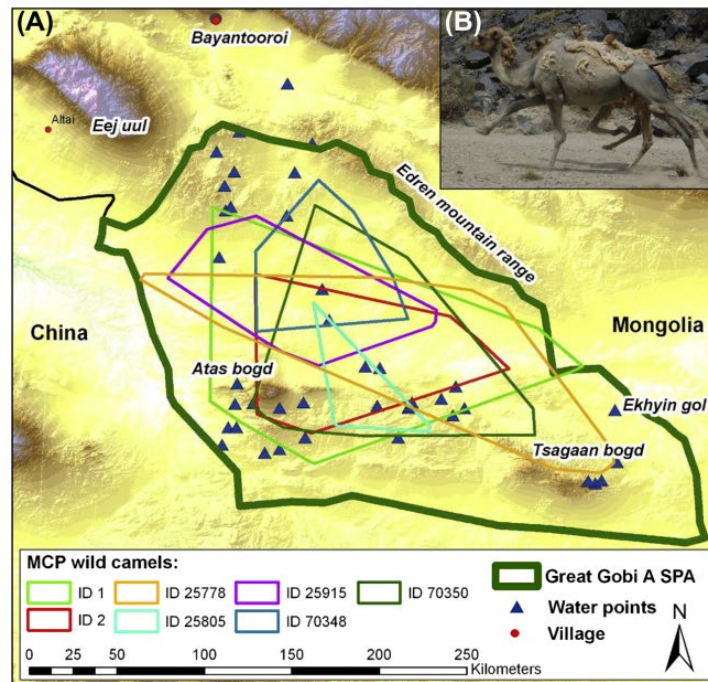 (A)
(B)
Bayantooroi
Altai
Eej uul
Edren mountain range
China
Mongolia
Atas bogd
Ekhyin gol
Tsagaan bogd
MCP wild camels:
ID 1
ID 25778
ID 25915
ID 70350
ID 2
ID 25805
ID 70348
Great Gobi A SPA
Water points
Village
N
0 50 100 150 200 250
Kilometers